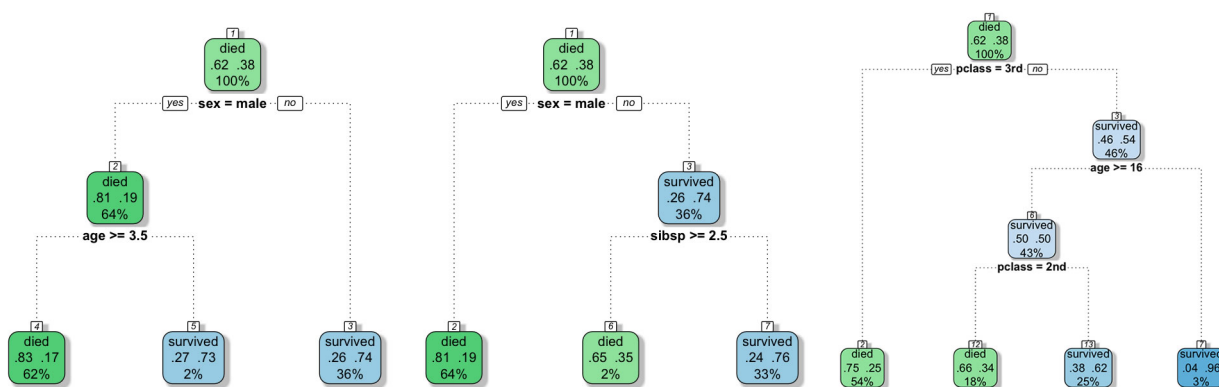 1
died
.62 .38
100%
yes sex = male no
2
died
.81 .19
64%
age >= 3.5
4
died
.83 .17
62%
5
survived
.27 .73
2%
3
survived
.26 .74
36%
1
died
.62 .38
100%
yes sex = male no
3
survived
.26 .74
36%
sibsp >= 2.5
2
died
.81 .19
64%
6
died
.65 .35
2%
7
survived
.24 .76
33%
1
died
.62 .38
100%
yes pclass = 3rd no
3
survived
.46 .54
46%
age >= 16
6
survived
.50 .50
43%
pclass = 2nd
2
died
.75 .25
54%
12
died
.66 .34
18%
13
survived
.38 .62
25%
7
survived
.04 .96
3%